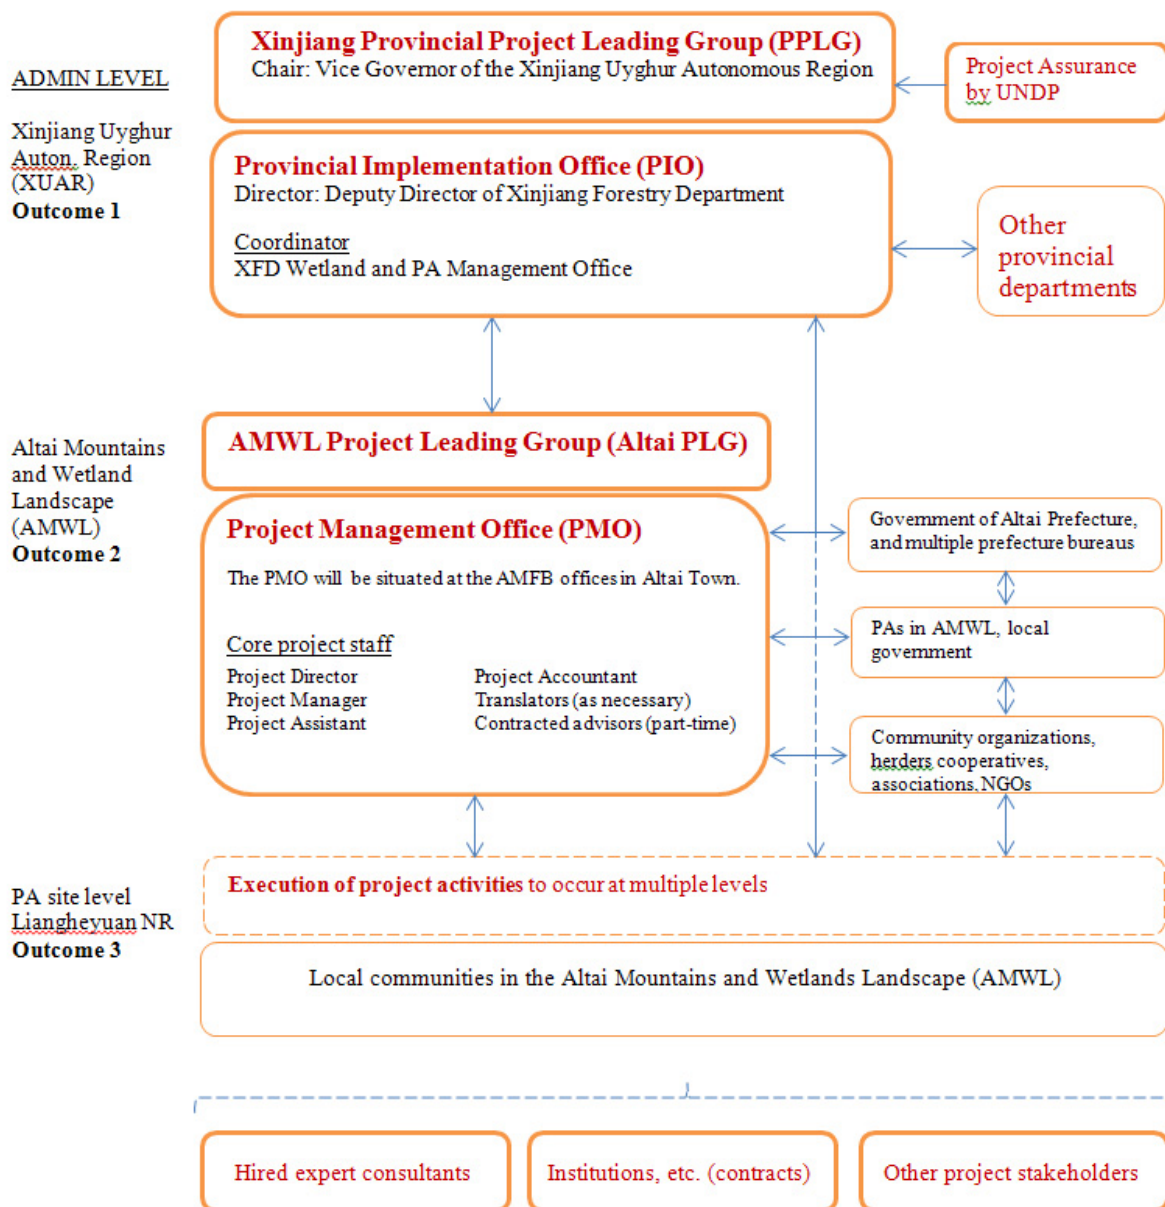 Xinjiang Provincial Project Leading Group (PPLG)
Chair: Vice Governor of the Xinjiang Uyghur Autonomous Region
Project Assurance
by UNDP
ADMIN LEVEL
Xinjiang Uyghur
Auton. Region
(XUAR)
Outcome 1
Provincial Implementation Office (PIO)
Director: Deputy Director of Xinjiang Forestry Department
Coordinator
XFD Wetland and PA Management Office
Other
provincial
departments
Altai Mountains
and Wetland
Landscape
(AMWL)
Outcome 2
AMWL Project Leading Group (Altai PLG)
Project Management Office (PMO)
The PMO will be situated at the AMFB offices in Altai Town.
Core project staff
Project Director
Project Manager
Project Assistant
Project Accountant
Translators (as necessary)
Contracted advisors (part-time)
Government of Altai Prefecture,
and multiple prefecture bureaus
PAs in AMWL, local
government
Community organizations,
herders cooperatives,
associations, NGOs
PA site level
Liangheyuan NR
Outcome 3
Execution of project activities to occur at multiple levels
Local communities in the Altai Mountains and Wetlands Landscape (AMWL)
Hired expert consultants
Institutions, etc. (contracts)
Other project stakeholders